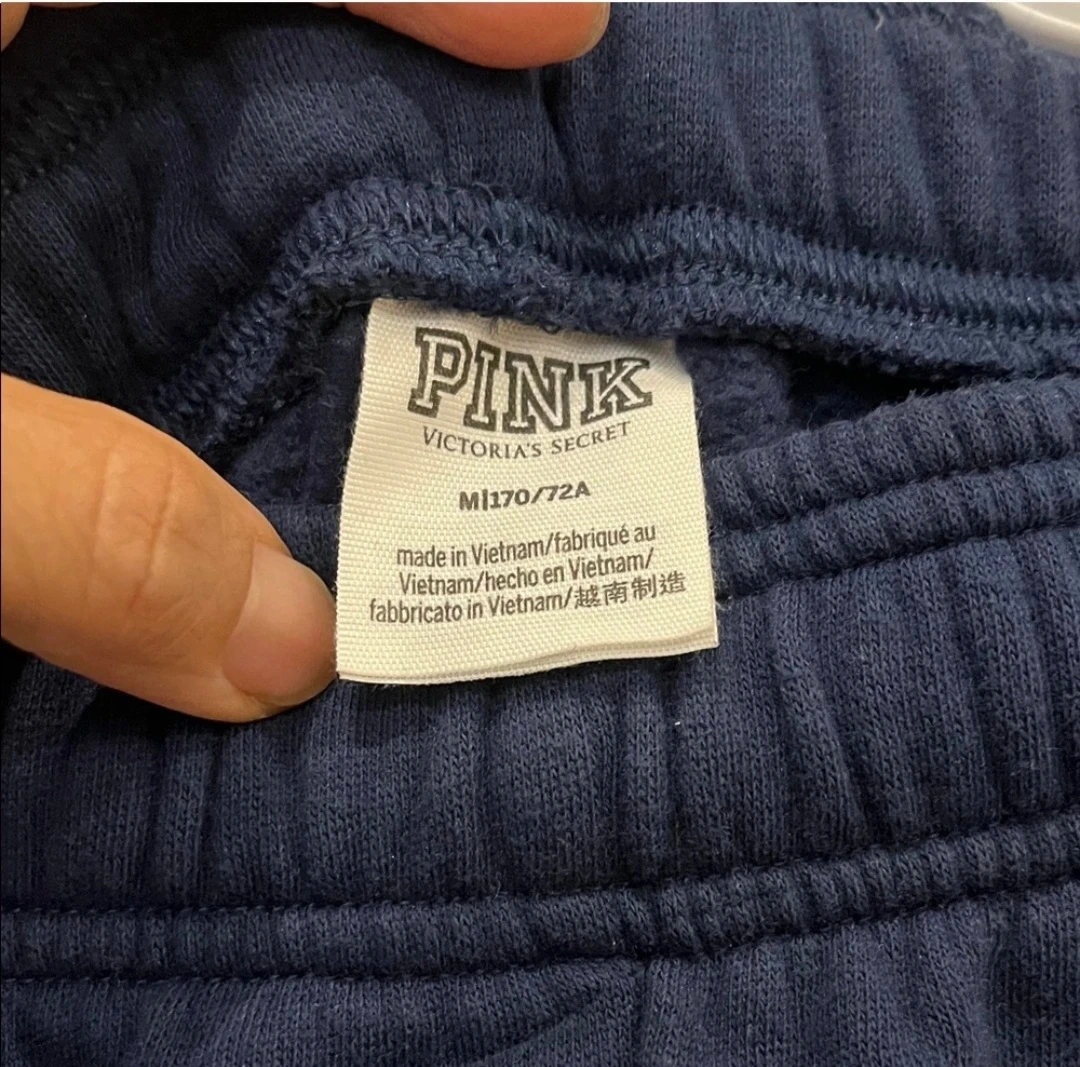 PINK
VICTORIA'S SECRET
M|170/72A
made in Vietnam/fabriqué au
Vietnam/hecho en Vietnam/
fabbricato in Vietnam/越南制造